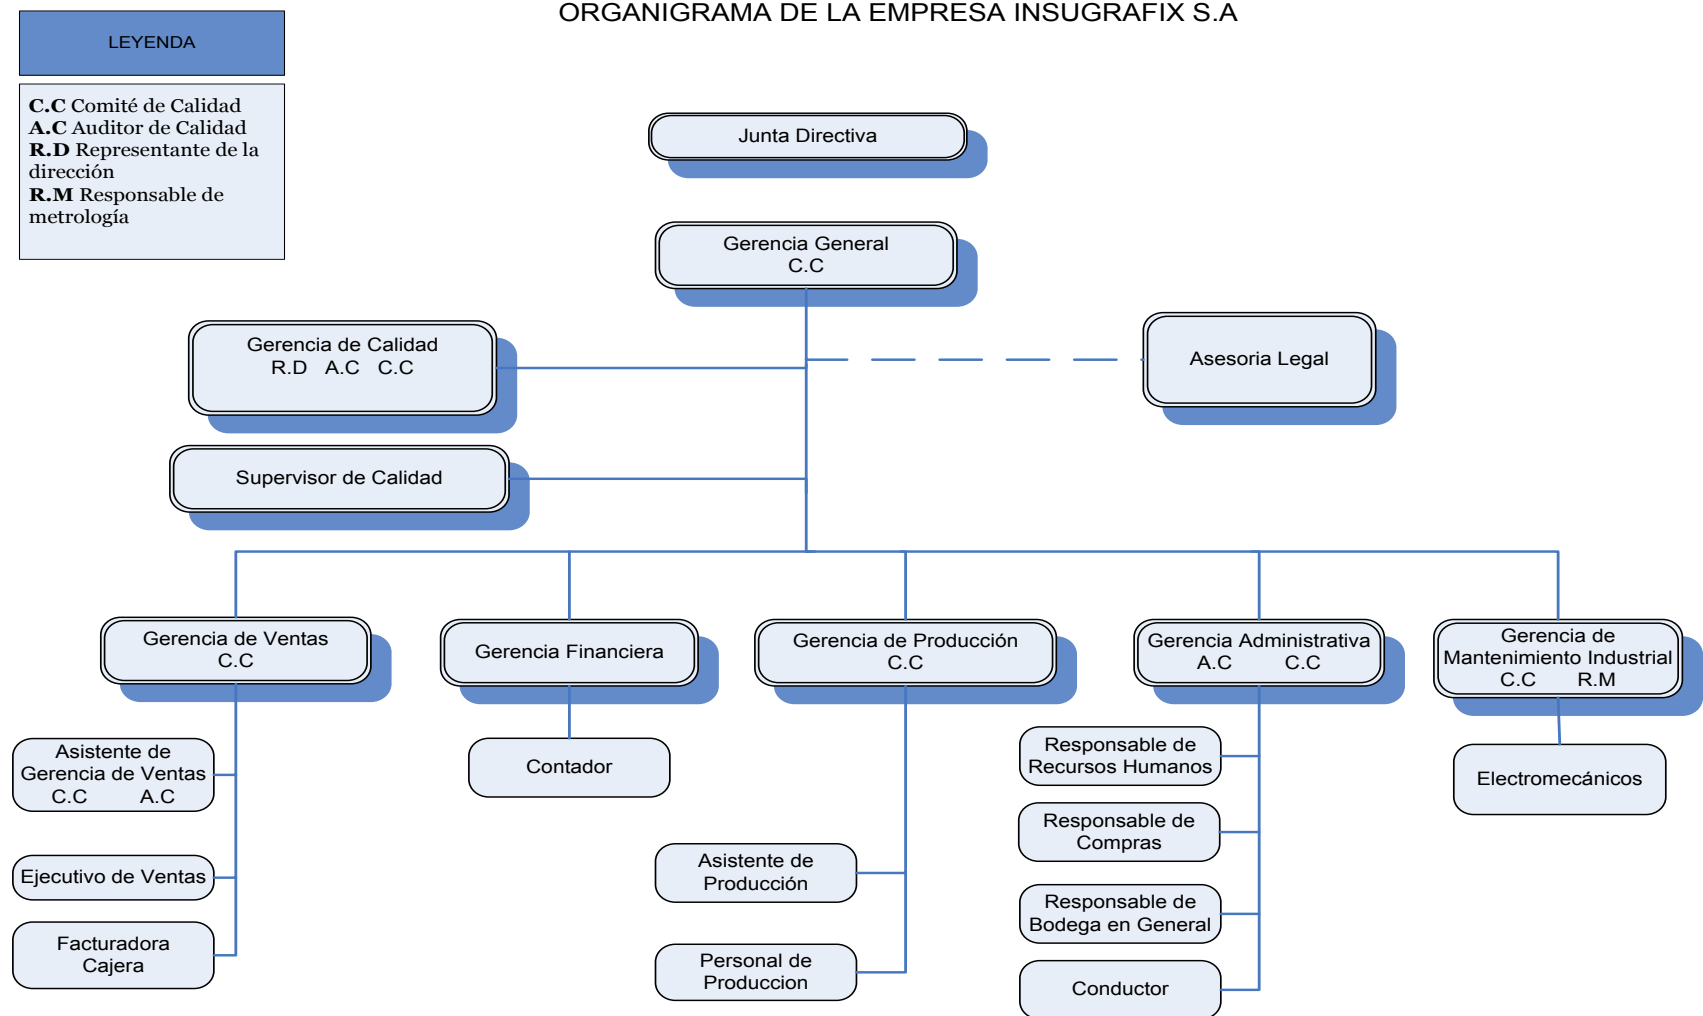 ORGANIGRAMA DE LA EMPRESA INSUGRAFIX S.A
LEYENDA
C.C Comité de Calidad
A.C Auditor de Calidad
R.D Representante de la
dirección
R.M Responsable de
metrología
Junta Directiva
Gerencia General
C.C
Gerencia de Calidad
R.D A.C C.C
Asesoria Legal
Supervisor de Calidad
Gerencia de Ventas
C.C
Gerencia Financiera
Gerencia de Producción
C.C
Gerencia Administrativa
A.C C.C
Gerencia de
Mantenimiento Industrial
C.C R.M
Asistente de
Gerencia de Ventas
C.C A.C
Ejecutivo de Ventas
Facturadora
Cajera
Contador
Asistente de
Producción
Personal de
Produccion
Responsable de
Recursos Humanos
Responsable de
Compras
Responsable de
Bodega en General
Conductor
Electromecánicos